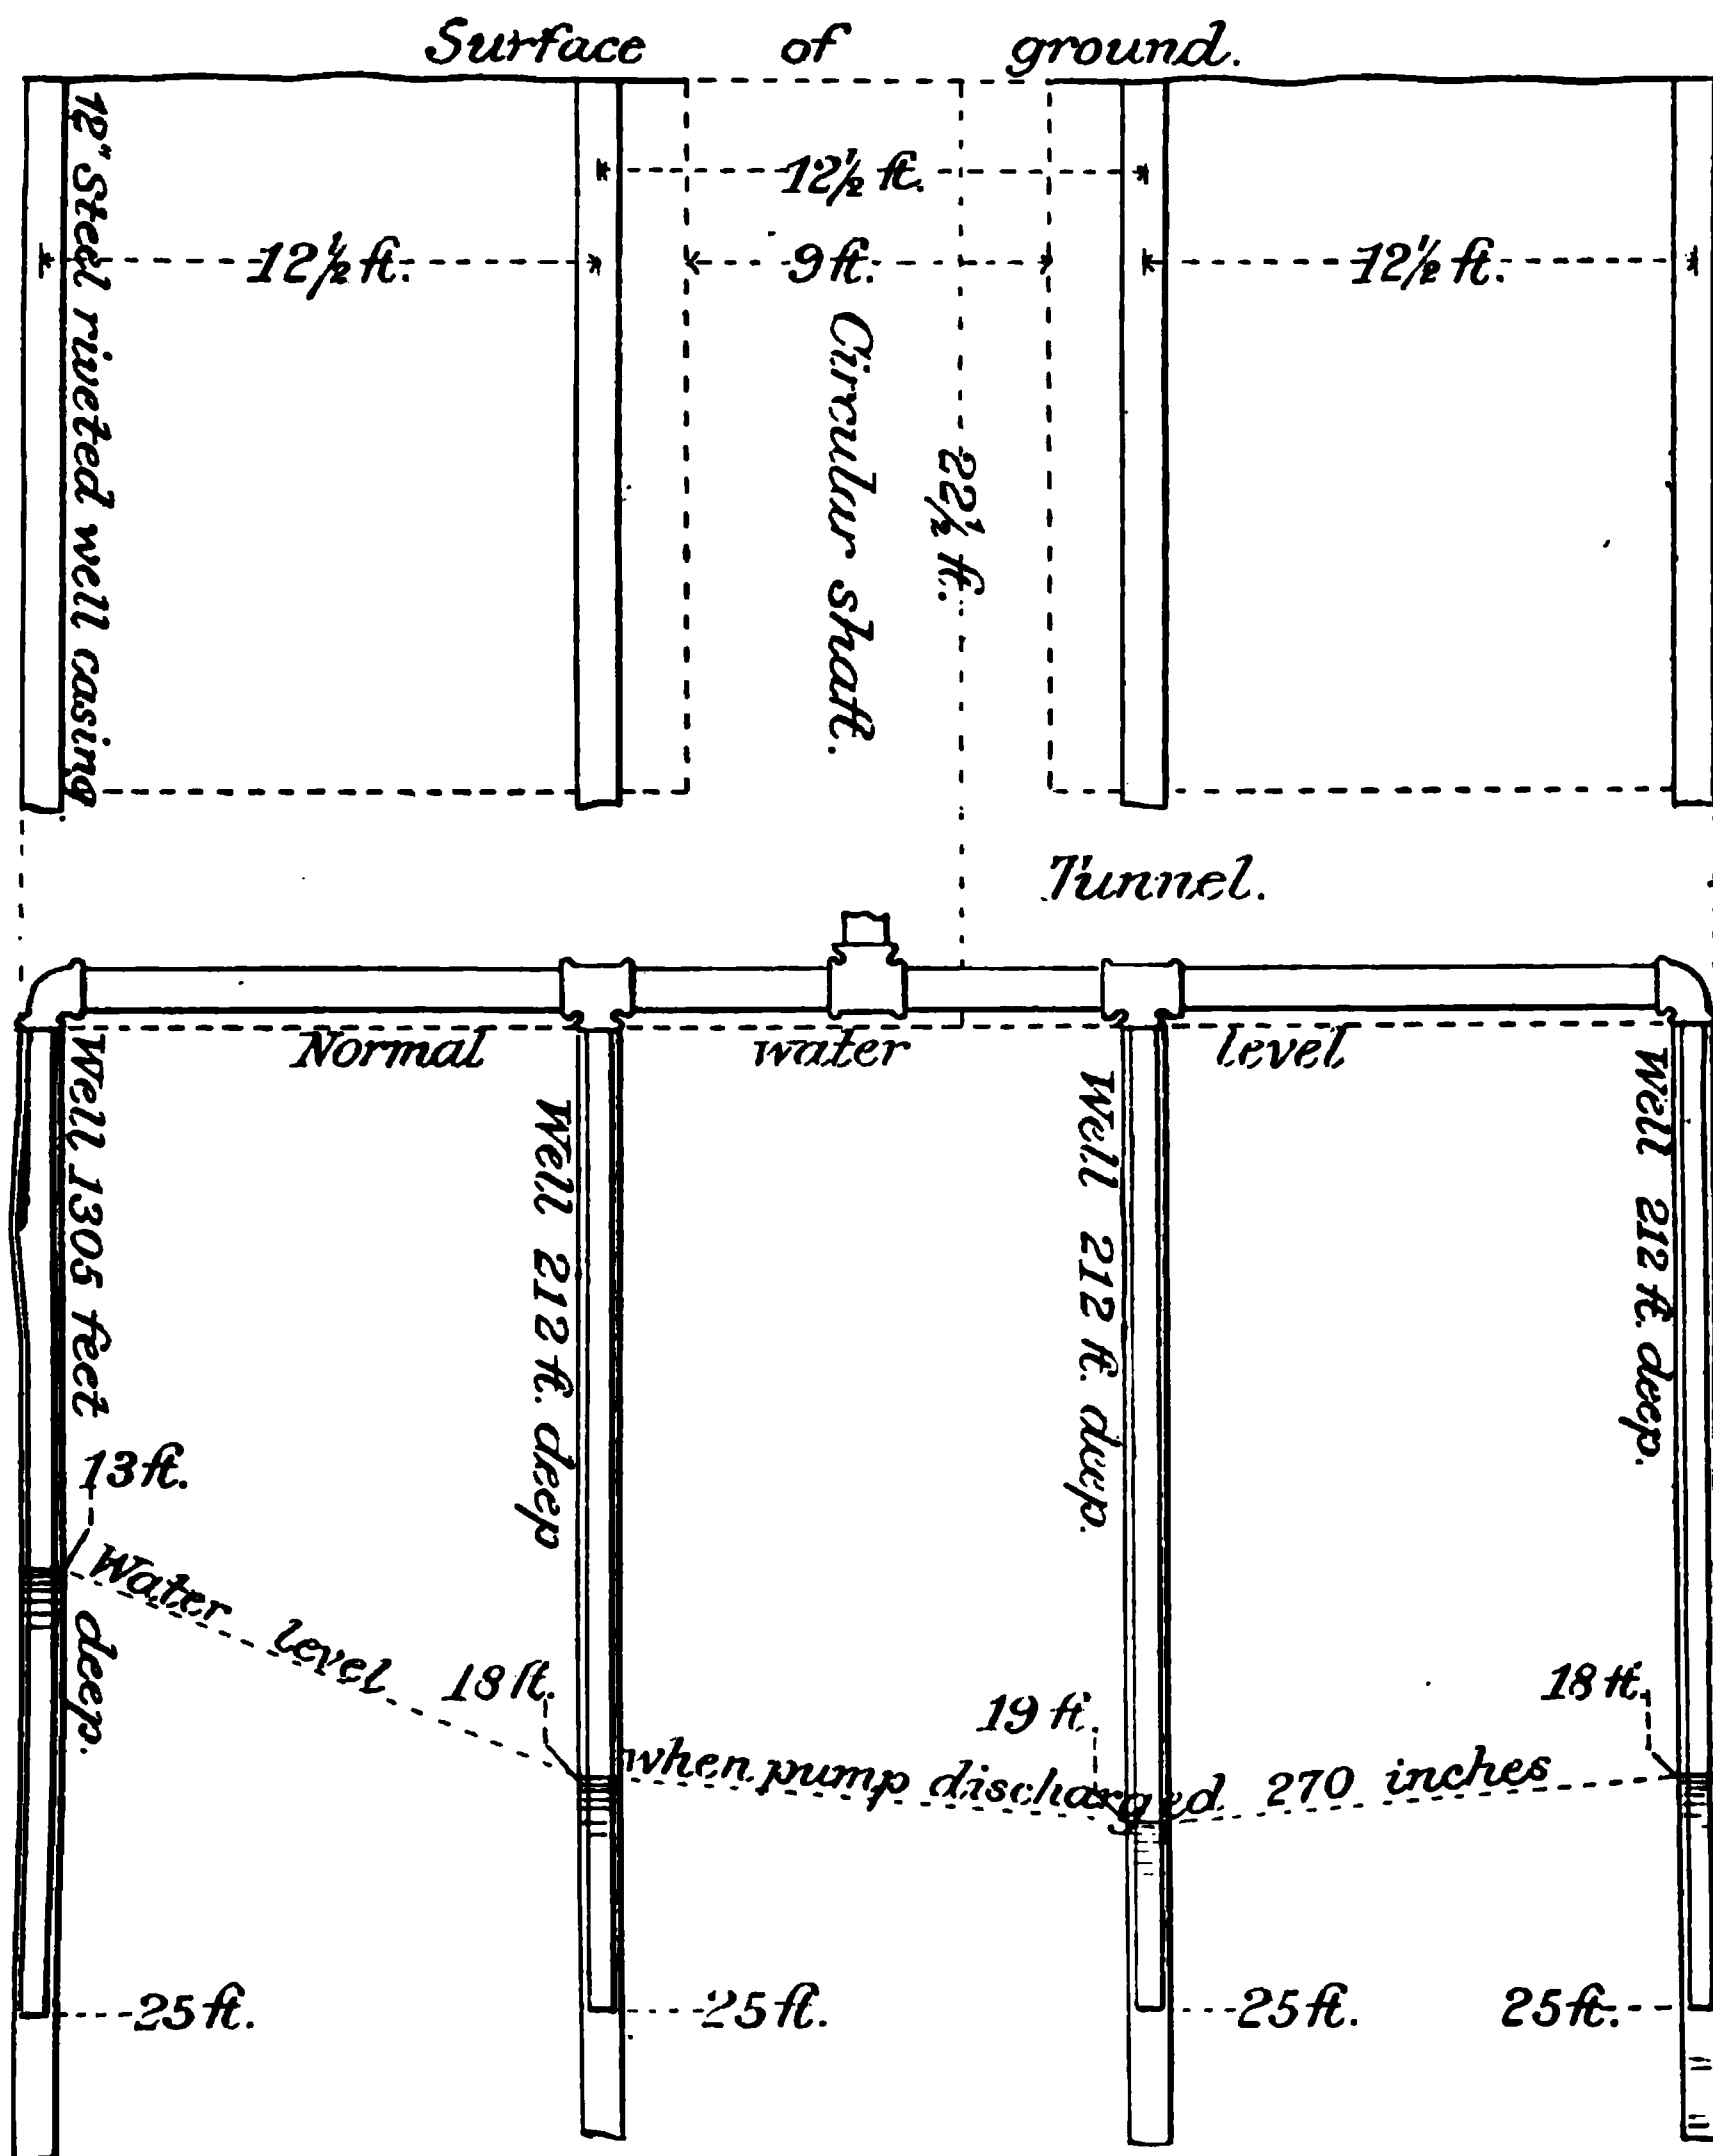 Surface of ground.
12½ ft.
12½ ft.
9 ft.
12½ ft.
12" Steel riveted well casing
Circular shaft.
22½ ft.
Tunnel.
Normal water level
Well 1305 feet deep.
Well 212 ft. deep
Well 212 ft. deep.
Well 212 ft. deep.
13 ft.
18 ft.
19 ft.
18 ft.
Water level when pump discharged 270 inches
25 ft.
25 ft.
25 ft.
25 ft.